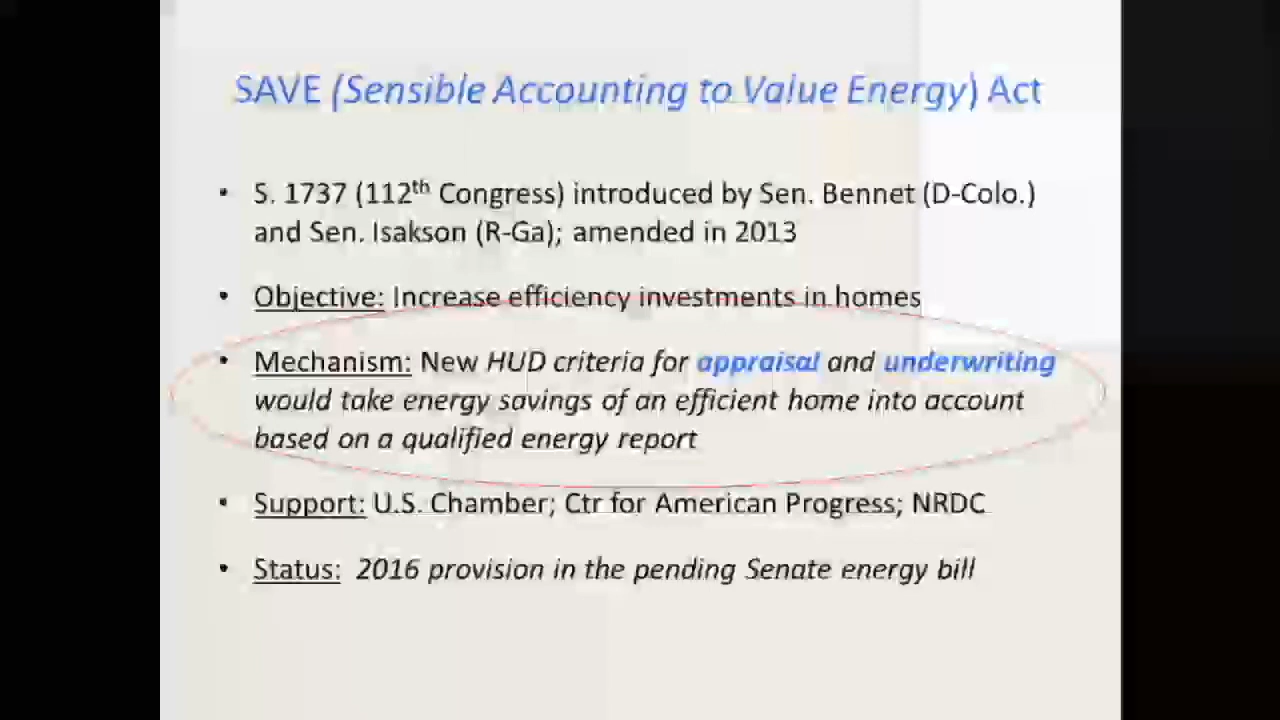 SAVE (Sensible Accounting to Value Energy) Act
• S. 1737 (112th Congress) introduced by Sen. Bennet (D-Colo.)
and Sen. Isakson (R-Ga); amended in 2013
• Objective: Increase efficiency investments in homes
• Mechanism: New HUD criteria for appraisal and underwriting
would take energy savings of an efficient home into account
based on a qualified energy report
• Support: U.S. Chamber; Ctr for American Progress; NRDC
• Status: 2016 provision in the pending Senate energy bill